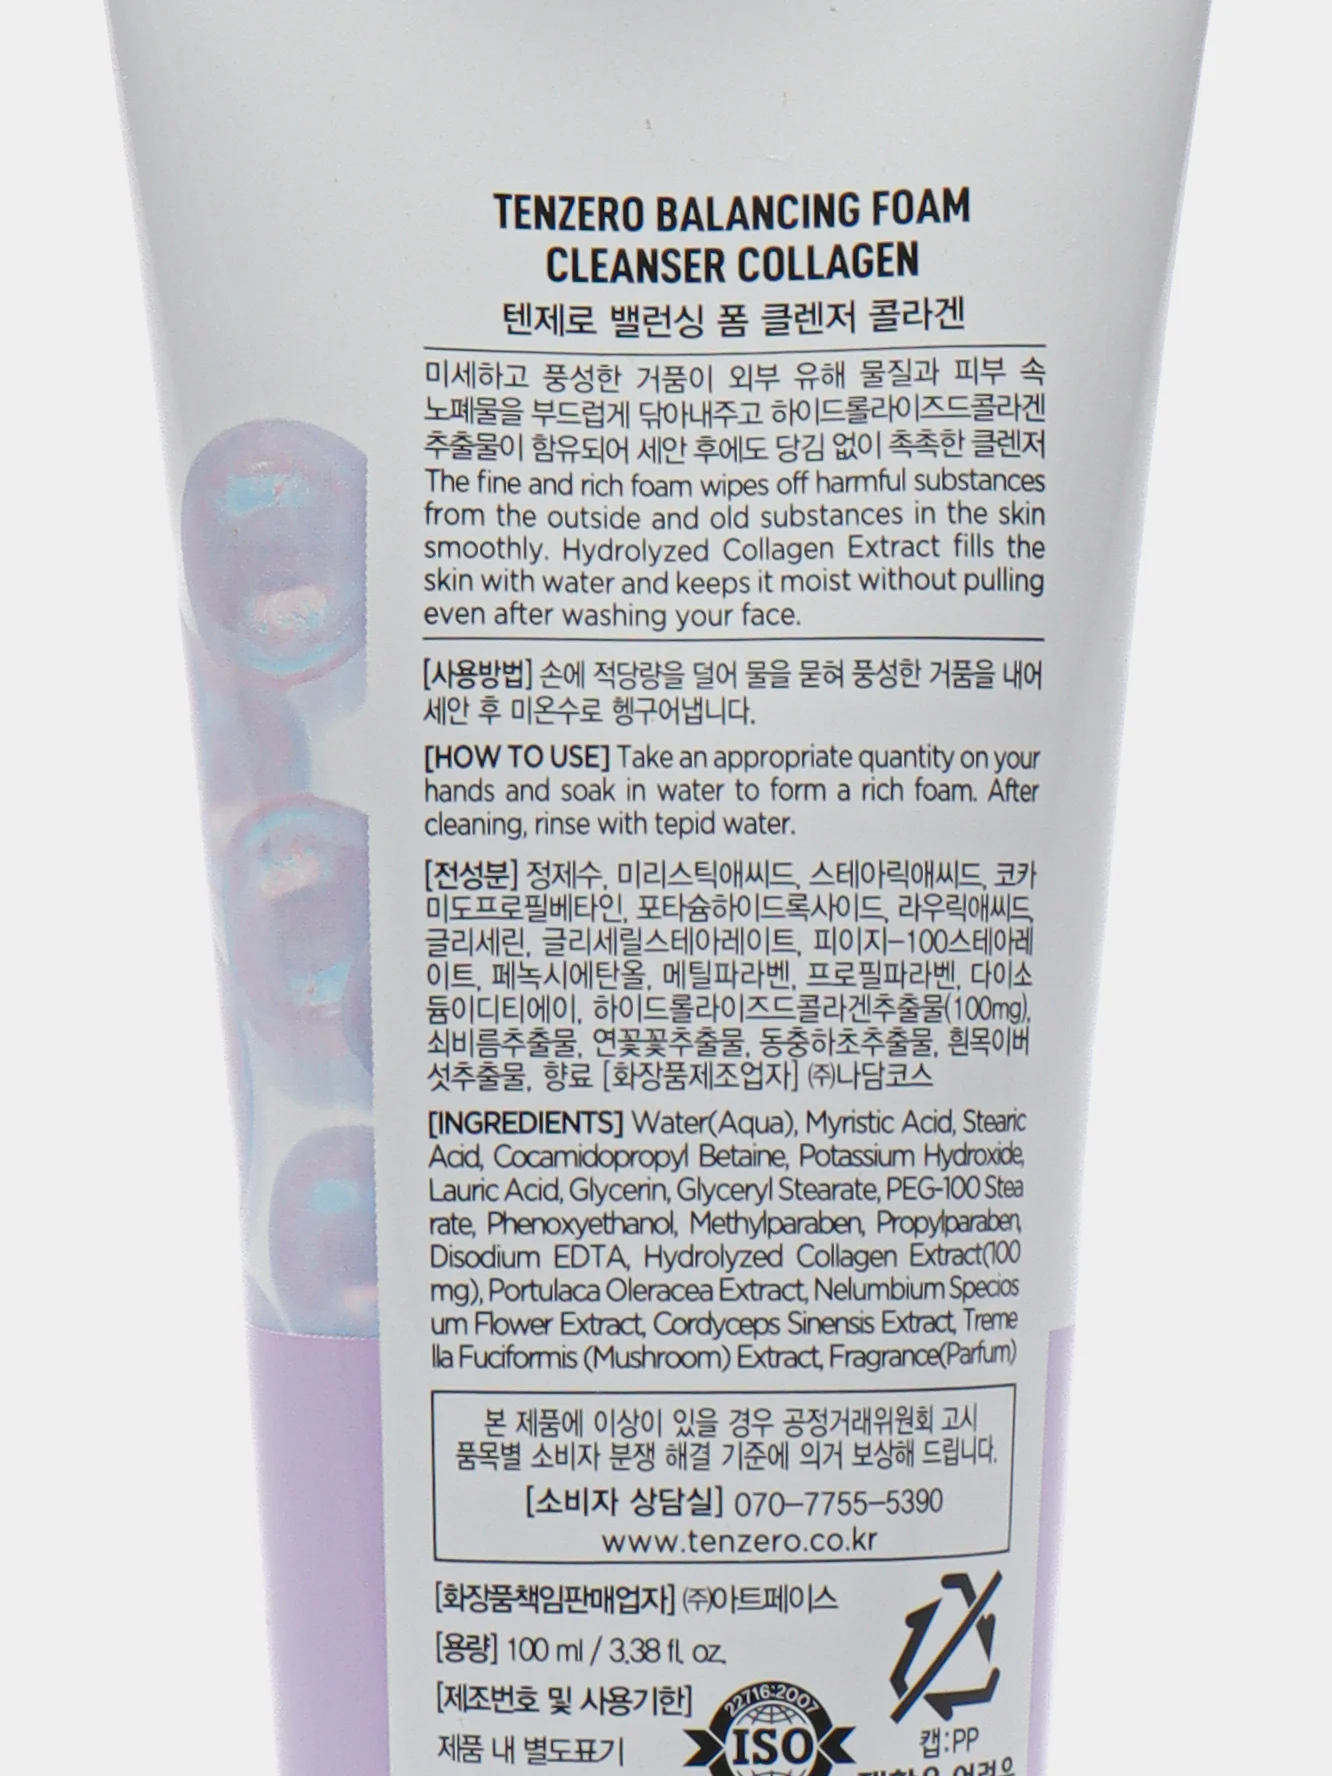 TENZERO BALANCING FOAM
CLEANSER COLLAGEN
텐제로 밸런싱 폼 클렌저 콜라겐
미세하고 풍성한 거품이 외부 유해 물질과 피부 속
노폐물을 부드럽게 닦아내주고 하이드롤라이즈드콜라겐
추출물이 함유되어 세안 후에도 당김 없이 촉촉한 클렌저
The fine and rich foam wipes off harmful substances
from the outside and old substances in the skin
smoothly. Hydrolyzed Collagen Extract fills the
skin with water and keeps it moist without pulling
even after washing your face.
[사용방법] 손에 적당량을 덜어 물을 묻혀 풍성한 거품을 내어
세안 후 미온수로 헹구어냅니다.
[HOW TO USE] Take an appropriate quantity on your
hands and soak in water to form a rich foam. After
cleaning, rinse with tepid water.
[전성분] 정제수, 미리스틱애씨드, 스테아릭애씨드, 코카
미도프로필베타인, 포타슘하이드록사이드, 라우릭애씨드,
글리세린, 글리세릴스테아레이트, 피이지-100스테아레
이트, 페녹시에탄올, 메틸파라벤, 프로필파라벤, 다이소
듐이디티에이, 하이드롤라이즈드콜라겐추출물(100mg),
쇠비름추출물, 연꽃꽃추출물, 동충하초추출물, 흰목이버
섯추출물, 향료 [화장품제조업자] ㈜나담코스
[INGREDIENTS] Water(Aqua), Myristic Acid, Stearic
Acid, Cocamidopropyl Betaine, Potassium Hydroxide,
Lauric Acid, Glycerin, Glyceryl Stearate, PEG-100 Stea
rate, Phenoxyethanol, Methylparaben, Propylparaben,
Disodium EDTA, Hydrolyzed Collagen Extract(100
mg), Portulaca Oleracea Extract, Nelumbium Specios
um Flower Extract, Cordyceps Sinensis Extract, Treme
lla Fuciformis (Mushroom) Extract, Fragrance(Parfum)
본 제품에 이상이 있을 경우 공정거래위원회 고시
품목별 소비자 분쟁 해결 기준에 의거 보상해 드립니다.
[소비자 상담실] 070-7755-5390
www.tenzero.co.kr
[화장품책임판매업자] ㈜아트페이스
[용량] 100 ml / 3.38 fl. oz.
[제조번호 및 사용기한]
제품 내 별도표기
22716:2007
ISO
캡:PP